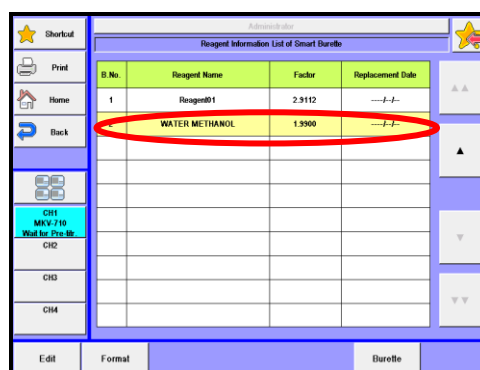 Shortcut
Administrator
Reagent Information List of Smart Burette
Print
Home
Back
B.No. Reagent Name Factor Replacement Date
1 Reagent01 2.9112 ----/--/--
WATER METHANOL 1.9900 ----/--/--
CH1
MKV-710
Wait for Pre-titr.
CH2
CH3
CH4
Edit Format Burette